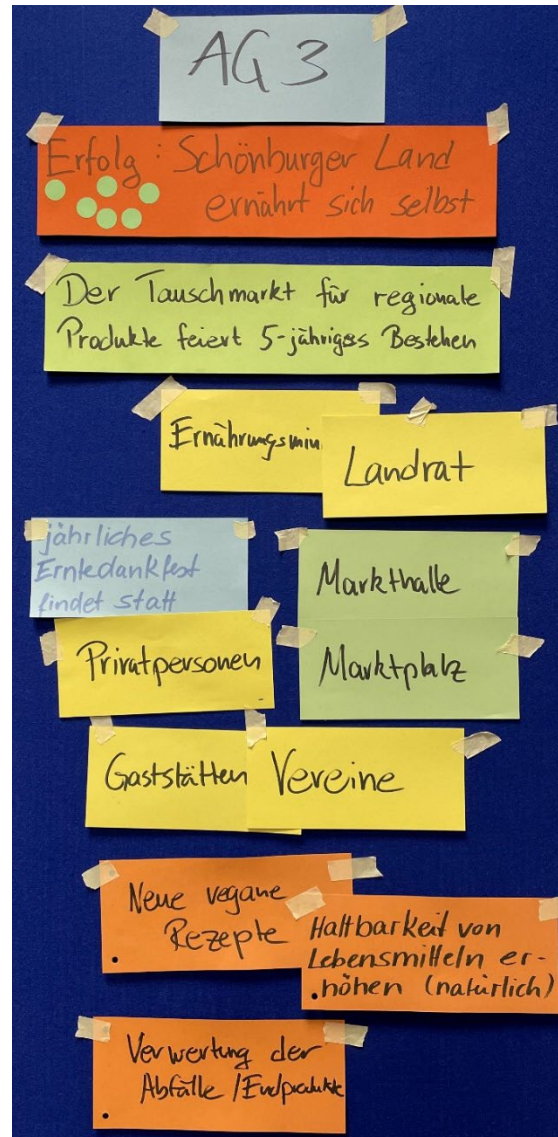 AG 3
Erfolg: Schönburger Land
ernährt sich selbst
Der Tauschmarkt für regionale
Produkte feiert 5-jähriges Bestehen
Ernährungsmin
Landrat
jährliches
Erntedankfest
findet statt
Markthalle
Privatpersonen
Marktplatz
Gaststätten
Vereine
Neue vegane
Rezepte
Haltbarkeit von
Lebensmitteln er-
höhen (natürlich)
Verwertung der
Abfälle / Endprodukte